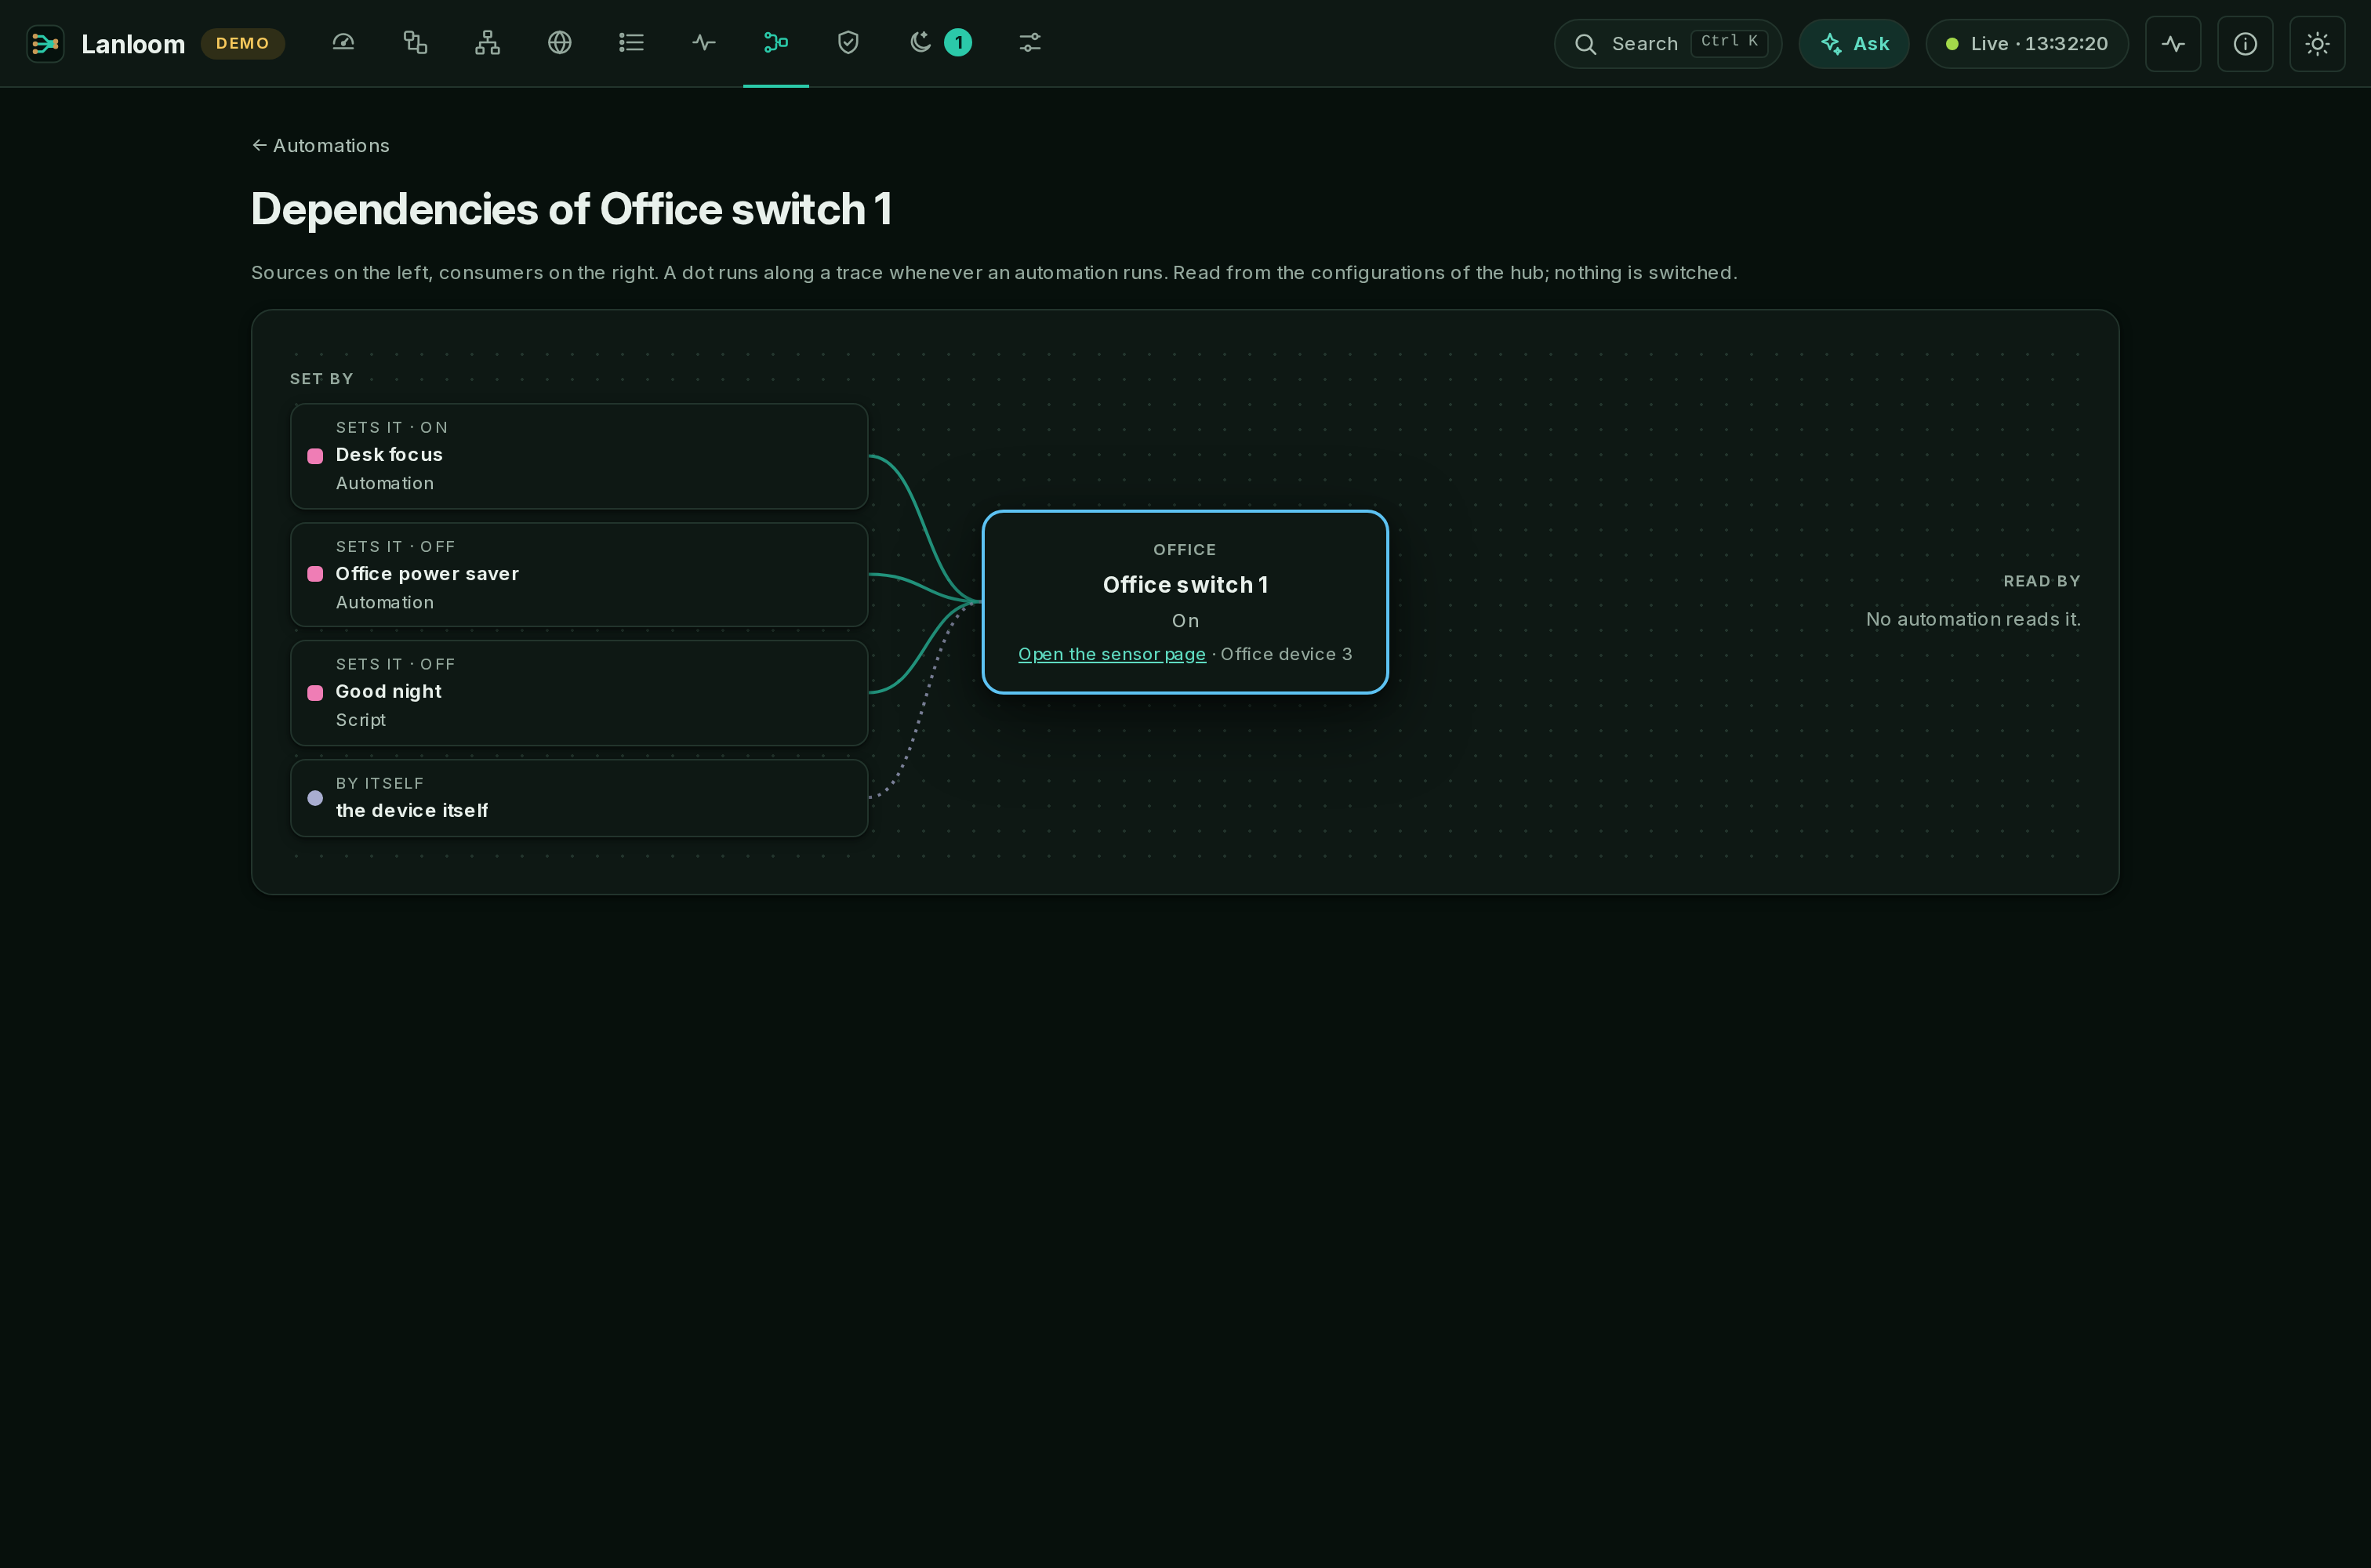 Lanloom DEMO 1 Search Ctrl K Ask Live · 13:32:20
← Automations
Dependencies of Office switch 1
Sources on the left, consumers on the right. A dot runs along a trace whenever an automation runs. Read from the configurations of the hub; nothing is switched.
SET BY
SETS IT · ON
Desk focus
Automation
SETS IT · OFF
Office power saver
Automation
SETS IT · OFF
Good night
Script
BY ITSELF
the device itself
OFFICE
Office switch 1
On
Open the sensor page · Office device 3
READ BY
No automation reads it.